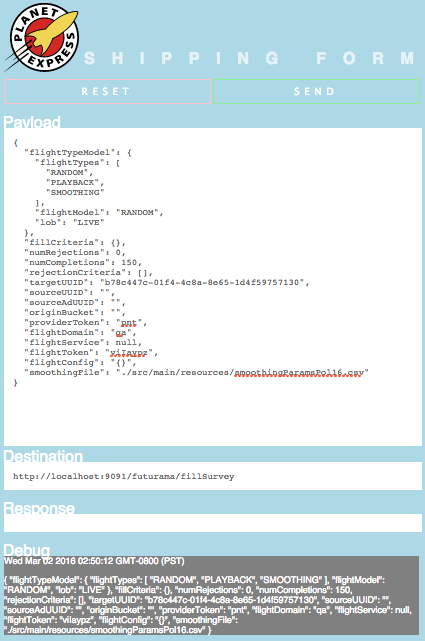 PLANET EXPRESS
SHIPPING FORM
RESET SEND
Payload
{
"flightTypeModel": {
"flightTypes": [
"RANDOM",
"PLAYBACK",
"SMOOTHING"
],
"flightModel": "RANDOM",
"lob": "LIVE"
},
"fillCriteria": {},
"numRejections": 0,
"numCompletions": 150,
"rejectionCriteria": [],
"targetUUID": "b78c447c-01f4-4c8a-8e65-1d4f59757130",
"sourceUUID": "",
"sourceAdUUID": "",
"originBucket": "",
"providerToken": "pnt",
"flightDomain": "qa",
"flightService": null,
"flightToken": "vilaypz",
"flightConfig": "{}",
"smoothingFile": "./src/main/resources/smoothingParamsPol16.csv"
}
Destination
http://localhost:9091/futurama/fillSurvey
Response
Debug
Wed Mar 02 2016 02:50:12 GMT-0800 (PST)
{ "flightTypeModel": { "flightTypes": [ "RANDOM", "PLAYBACK", "SMOOTHING" ], "flightModel":
"RANDOM", "lob": "LIVE" }, "fillCriteria": {}, "numRejections": 0, "numCompletions": 150,
"rejectionCriteria": [], "targetUUID": "b78c447c-01f4-4c8a-8e65-1d4f59757130", "sourceUUID": "",
"sourceAdUUID": "", "originBucket": "", "providerToken": "pnt", "flightDomain": "qa", "flightService": null,
"flightToken": "vilaypz", "flightConfig": "{}", "smoothingFile":
"./src/main/resources/smoothingParamsPol16.csv" }